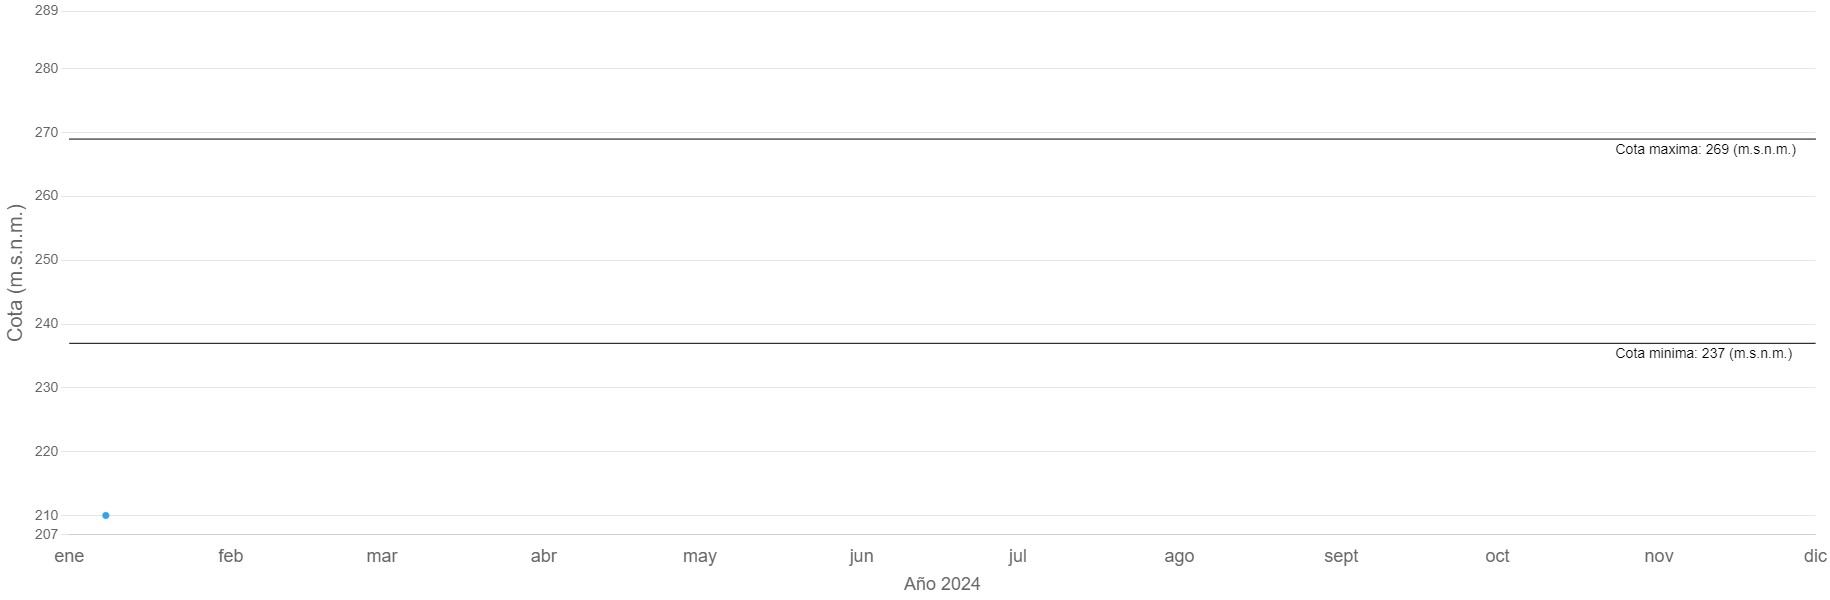 289
280
270
Cota maxima: 269 (m.s.n.m.)
260
250
Cota (m.s.n.m.)
240
Cota minima: 237 (m.s.n.m.)
230
220
210
207
ene feb mar abr may jun jul ago sept oct nov dic
Año 2024